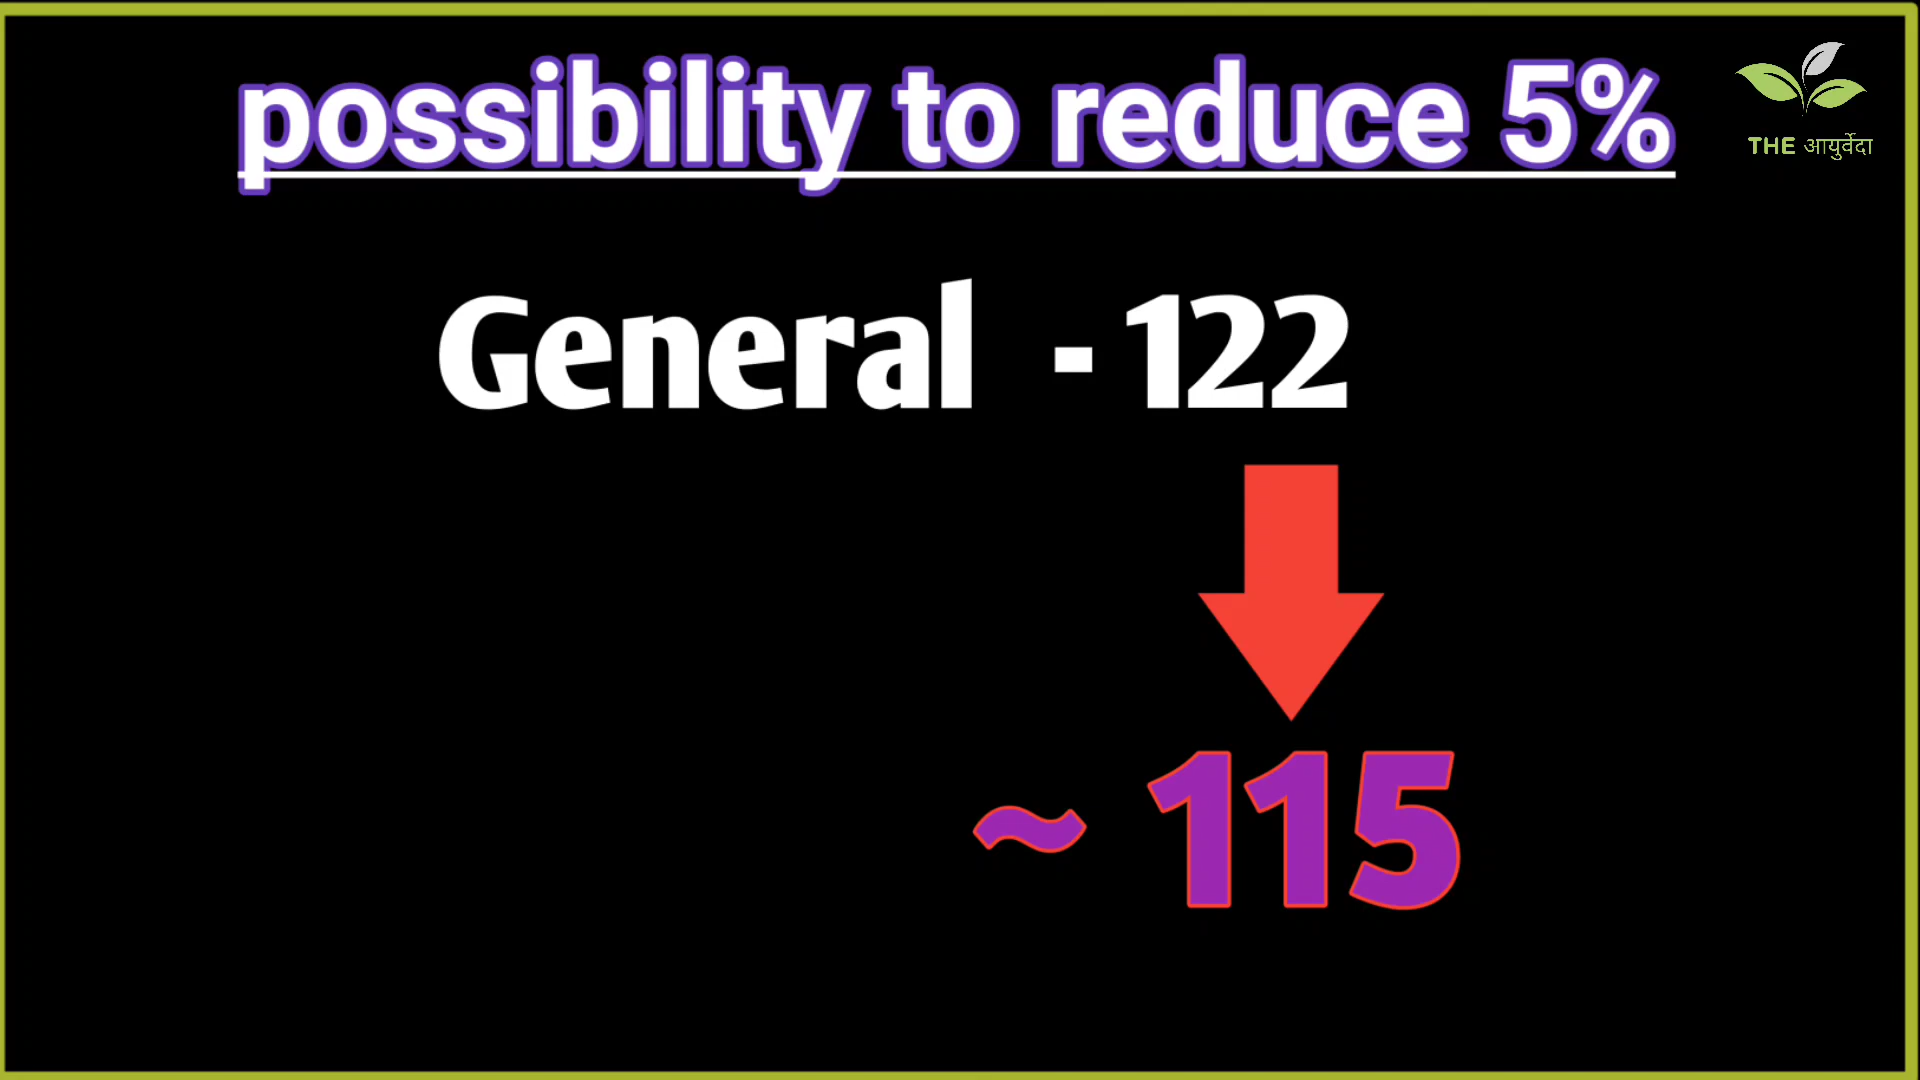 possibility to reduce 5%
THE आयुर्वेदा
General - 122
~ 115